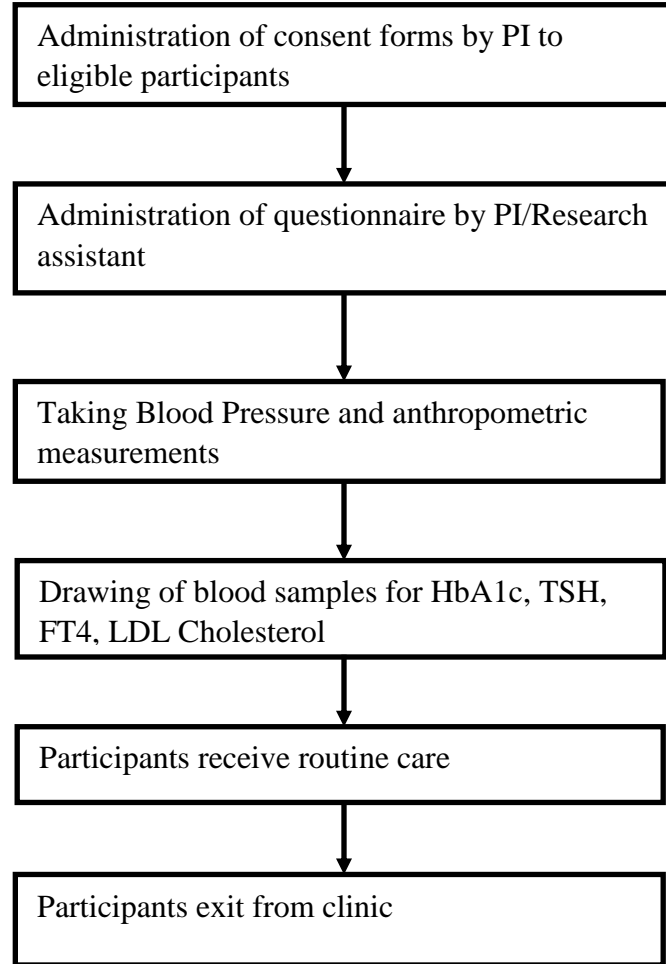 Administration of consent forms by PI to
eligible participants
Administration of questionnaire by PI/Research
assistant
Taking Blood Pressure and anthropometric
measurements
Drawing of blood samples for HbA1c, TSH,
FT4, LDL Cholesterol
Participants receive routine care
Participants exit from clinic